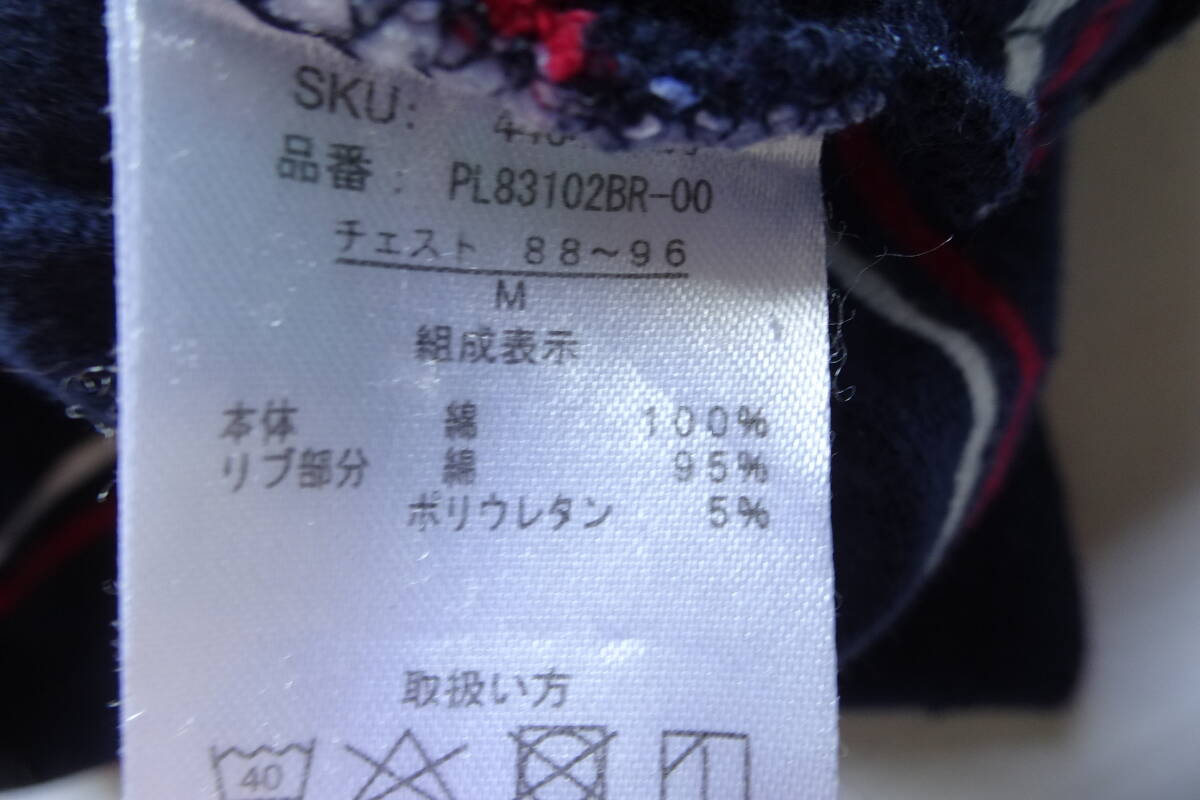 SKU:
品番： PL83102BR-00
チェスト 88～96
M
組成表示
本体 綿 100%
リブ部分 綿 95%
ポリウレタン 5%
取扱い方
40